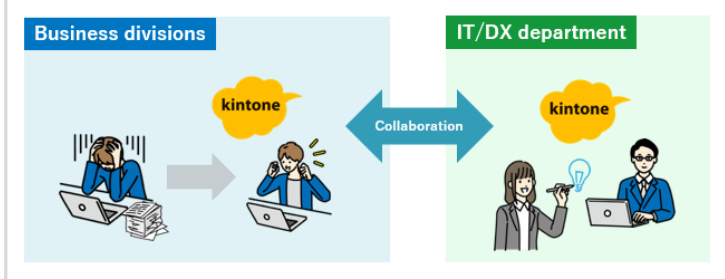 Business divisions
IT/DX department
kintone
kintone
Collaboration